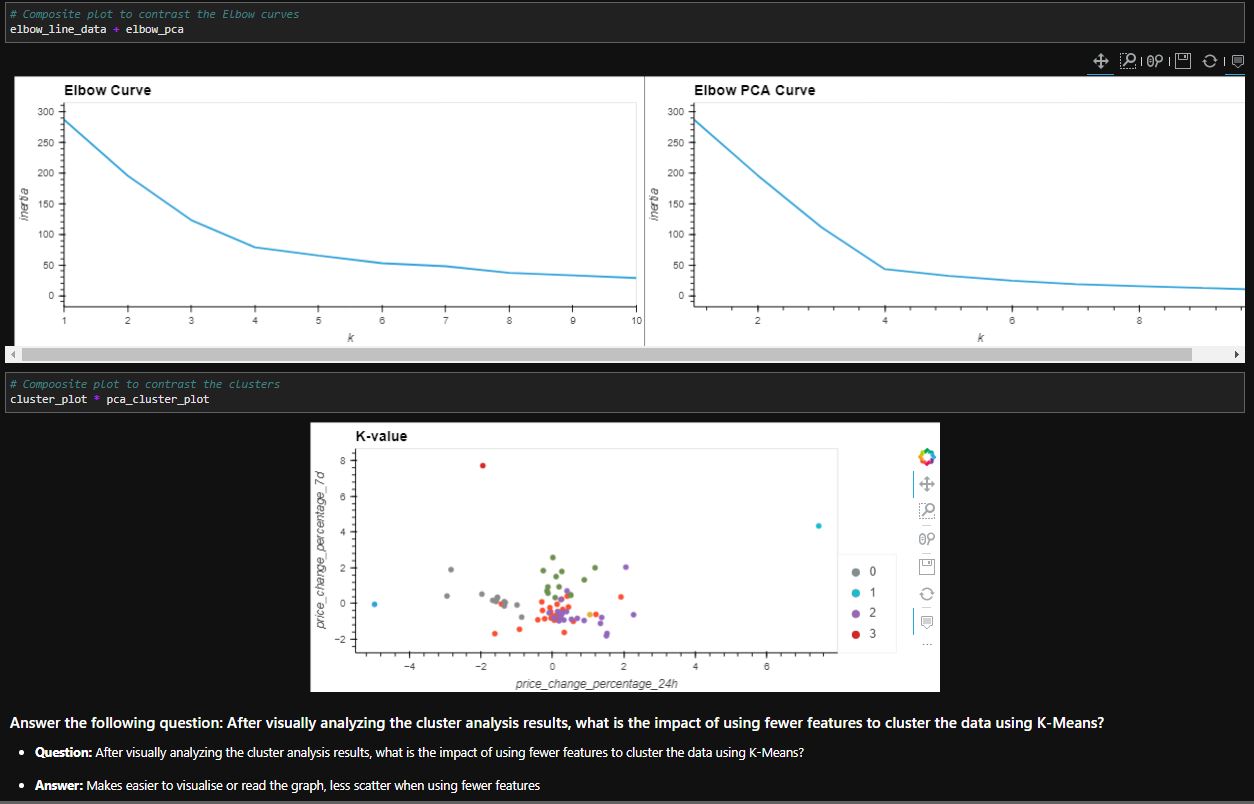 # Composite plot to contrast the Elbow curves
elbow_line_data + elbow_pca
Elbow Curve
300
250
200
150
100
50
0
inertia
1 2 3 4 5 6 7 8 9 10
k
Elbow PCA Curve
300
250
200
150
100
50
0
inertia
2 4 6 8
k
# Compoosite plot to contrast the clusters
cluster_plot * pca_cluster_plot
K-value
8
6
4
2
0
−2
price_change_percentage_7d
−4 −2 0 2 4 6
price_change_percentage_24h
0
1
2
3
Answer the following question: After visually analyzing the cluster analysis results, what is the impact of using fewer features to cluster the data using K-Means?
• Question: After visually analyzing the cluster analysis results, what is the impact of using fewer features to cluster the data using K-Means?
• Answer: Makes easier to visualise or read the graph, less scatter when using fewer features